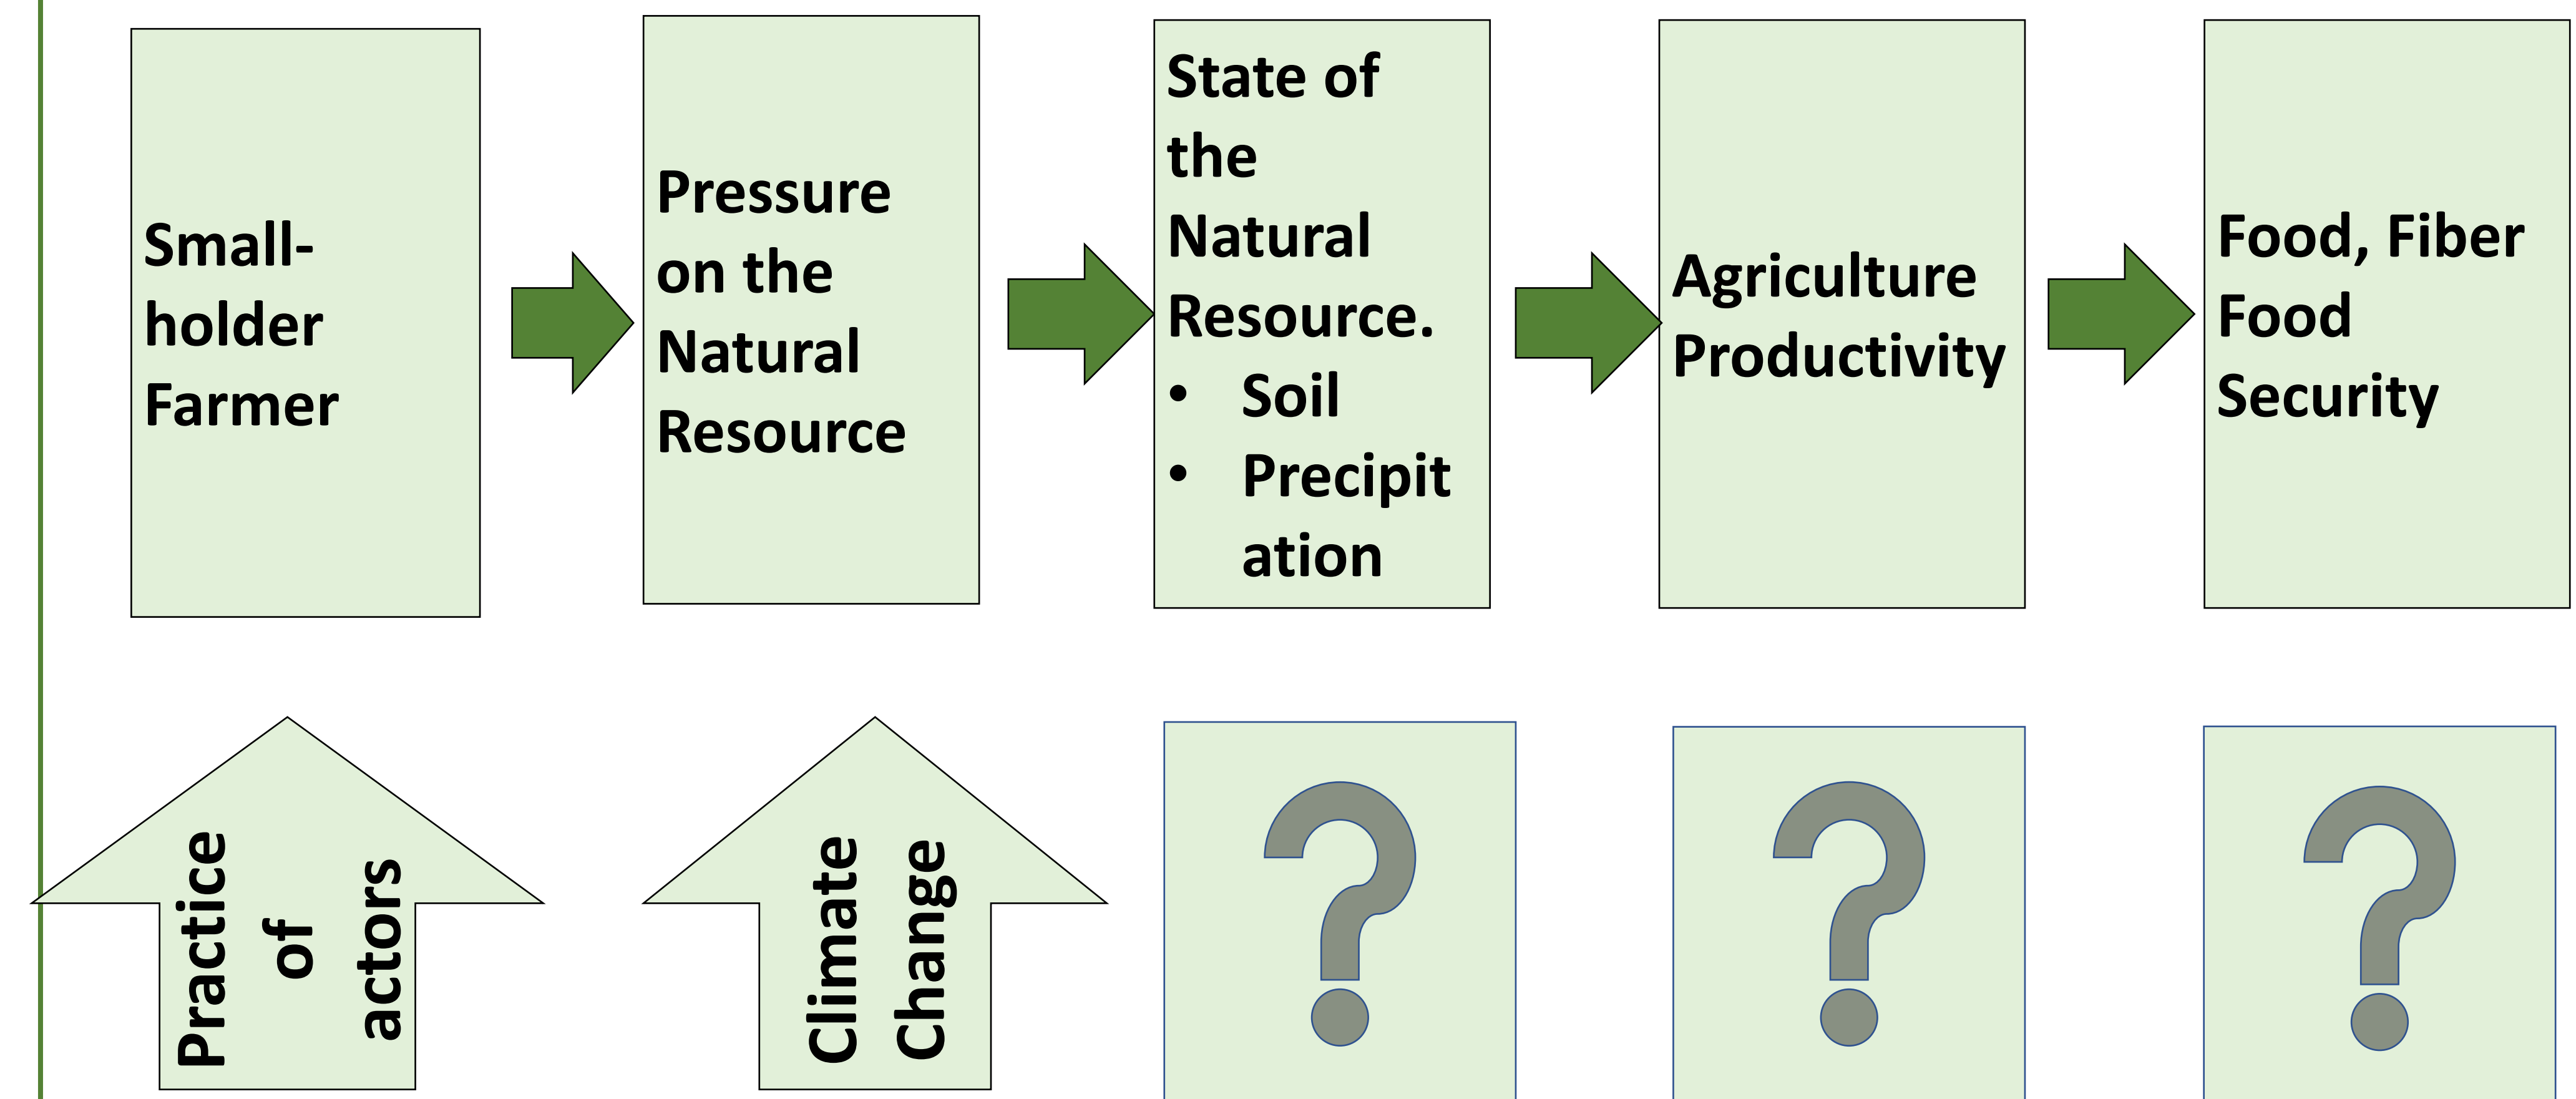 Small-
holder
Farmer
Pressure
on the
Natural
Resource
State of
the
Natural
Resource.
• Soil
• Precipit
ation
Agriculture
Productivity
Food, Fiber
Food
Security
Practice
of
actors
Climate
Change
?
?
?